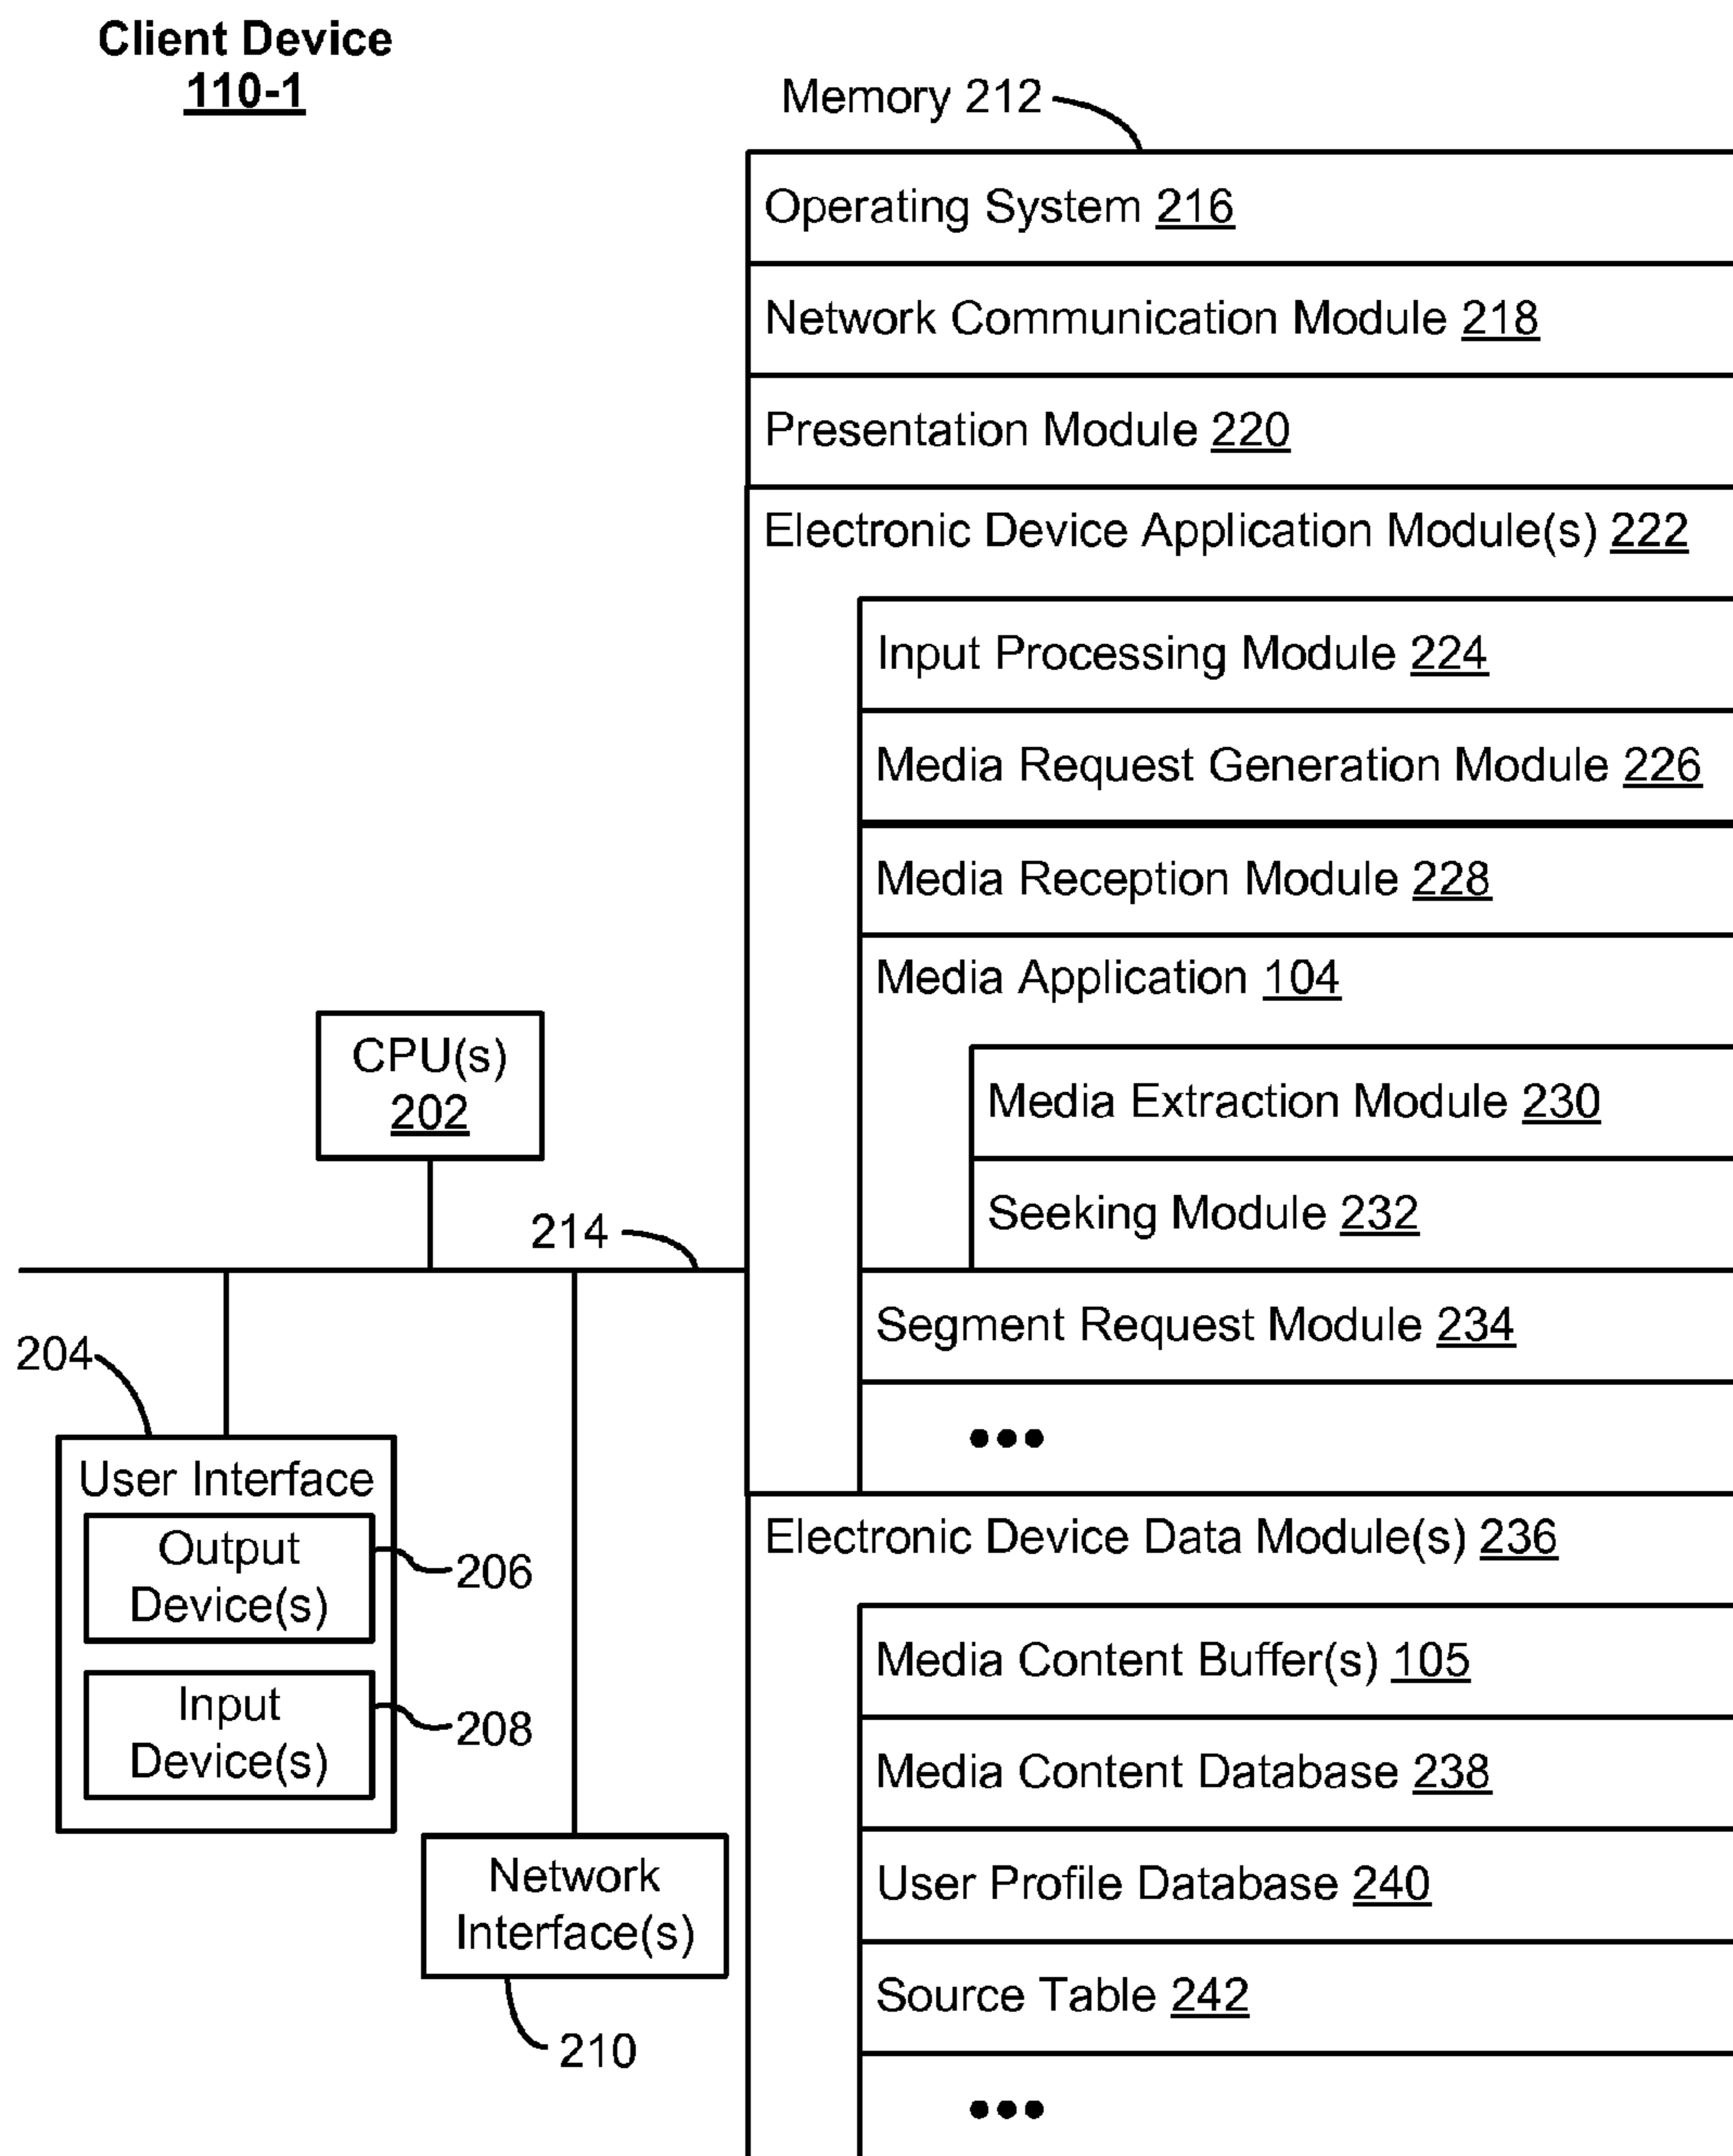 Client Device
110-1
Memory 212
Operating System 216
Network Communication Module 218
Presentation Module 220
Electronic Device Application Module(s) 222
Input Processing Module 224
Media Request Generation Module 226
Media Reception Module 228
Media Application 104
Media Extraction Module 230
Seeking Module 232
Segment Request Module 234
•••
Electronic Device Data Module(s) 236
Media Content Buffer(s) 105
Media Content Database 238
User Profile Database 240
Source Table 242
•••
CPU(s)
202
214
204
User Interface
Output
Device(s)
206
Input
Device(s)
208
Network
Interface(s)
210